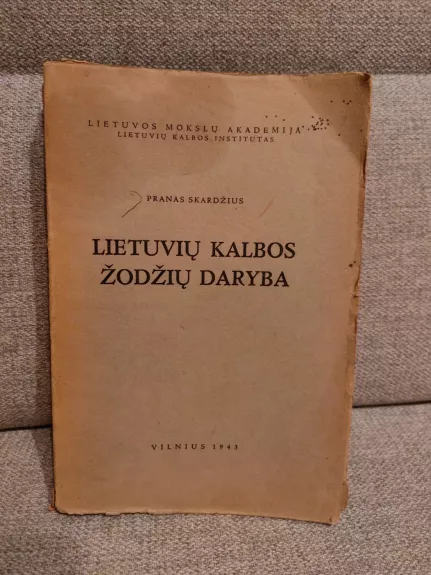 LIETUVOS MOKSLŲ AKADEMIJA
LIETUVIŲ KALBOS INSTITUTAS
PRANAS SKARDŽIUS
LIETUVIŲ KALBOS
ŽODŽIŲ DARYBA
VILNIUS 1943